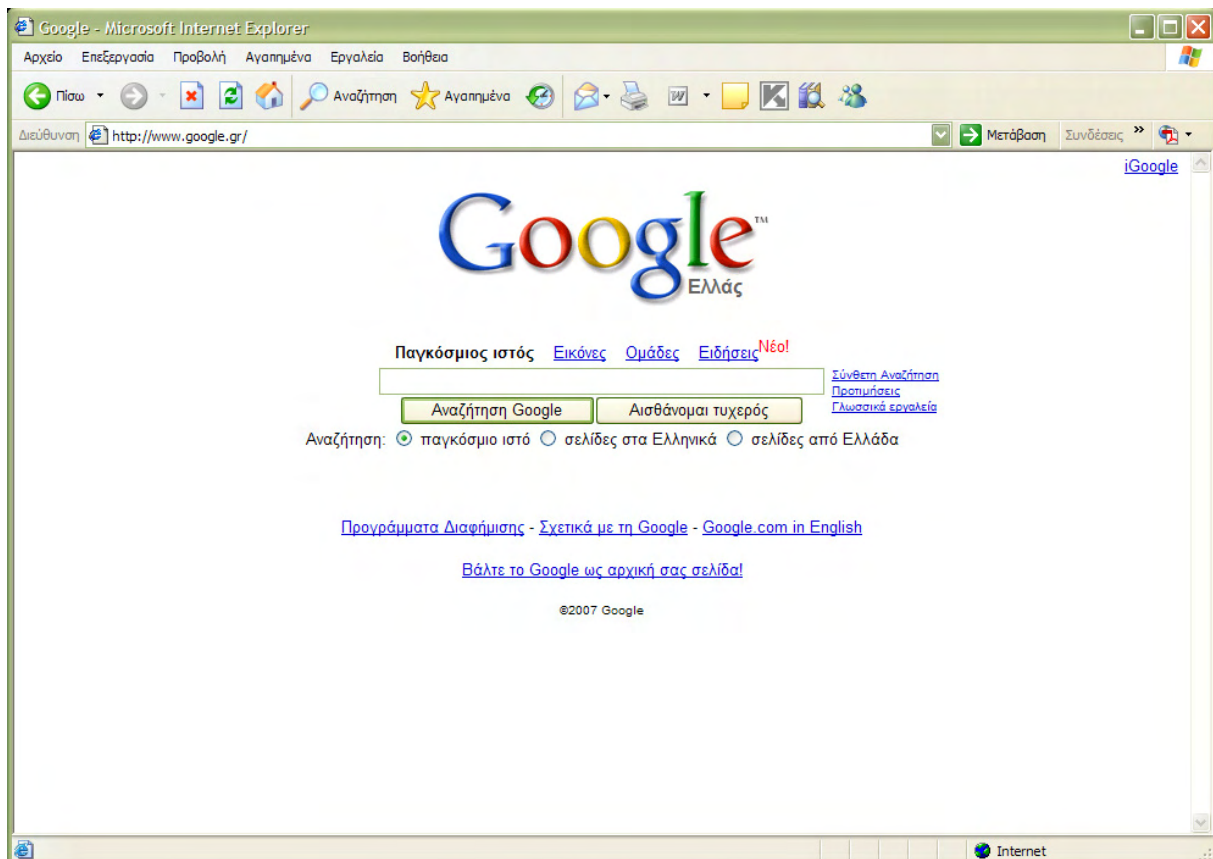 Google - Microsoft Internet Explorer
Αρχείο Επεξεργασία Προβολή Αγαπημένα Εργαλεία Βοήθεια
Πίσω Αναζήτηση Αγαπημένα
Διεύθυνση http://www.google.gr/ Μετάβαση Συνδέσεις »
iGoogle
Google™
Ελλάς
Παγκόσμιος ιστός Εικόνες Ομάδες Ειδήσεις Νέο!
Σύνθετη Αναζήτηση
Προτιμήσεις
Γλωσσικά εργαλεία
Αναζήτηση Google Αισθάνομαι τυχερός
Αναζήτηση: παγκόσμιο ιστό σελίδες στα Ελληνικά σελίδες από Ελλάδα
Προγράμματα Διαφήμισης - Σχετικά με τη Google - Google.com in English
Βάλτε το Google ως αρχική σας σελίδα!
©2007 Google
Internet